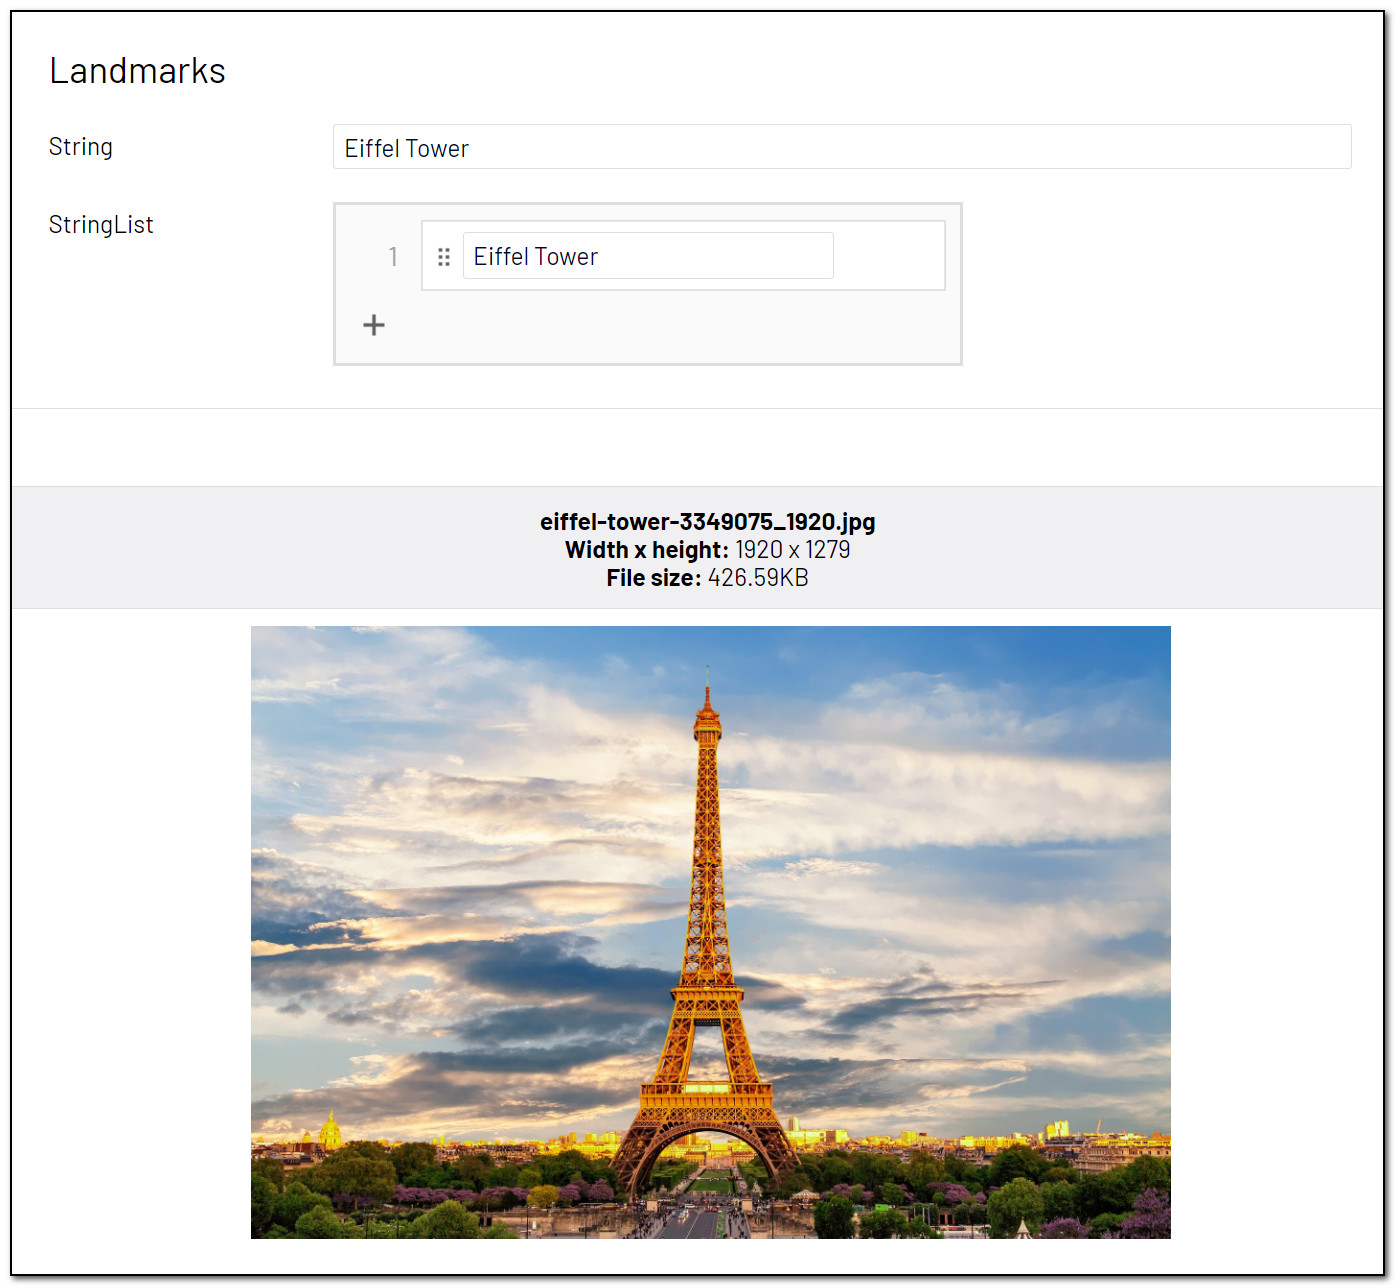 Landmarks
String
Eiffel Tower
StringList
1
Eiffel Tower
eiffel-tower-3349075_1920.jpg
Width x height: 1920 x 1279
File size: 426.59KB